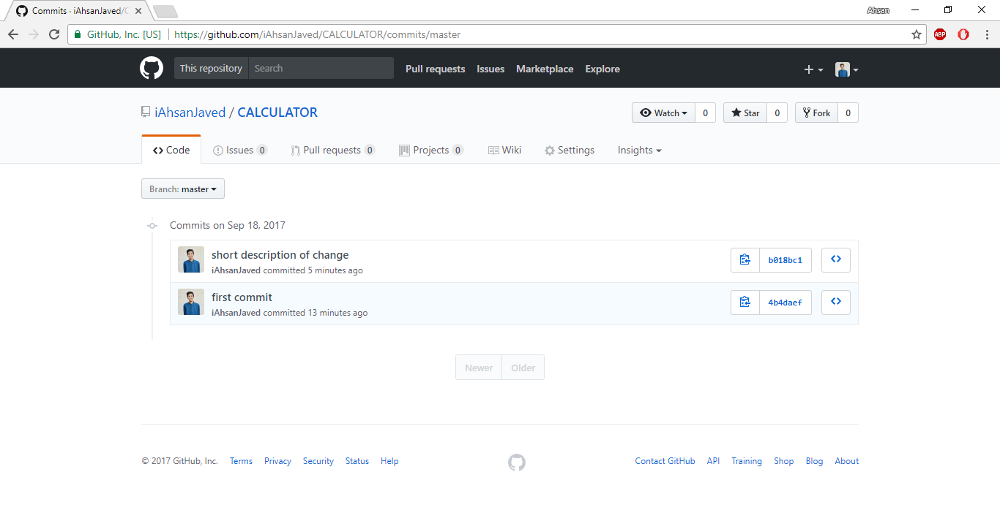 Commits · iAhsanJaved/C
Ahsan
GitHub, Inc. [US] https://github.com/iAhsanJaved/CALCULATOR/commits/master
ABP
This repository Search Pull requests Issues Marketplace Explore
iAhsanJaved / CALCULATOR
Watch 0 Star 0 Fork 0
Code Issues 0 Pull requests 0 Projects 0 Wiki Settings Insights
Branch: master
Commits on Sep 18, 2017
short description of change
iAhsanJaved committed 5 minutes ago
b018bc1
first commit
iAhsanJaved committed 13 minutes ago
4b4daef
Newer Older
© 2017 GitHub, Inc. Terms Privacy Security Status Help Contact GitHub API Training Shop Blog About